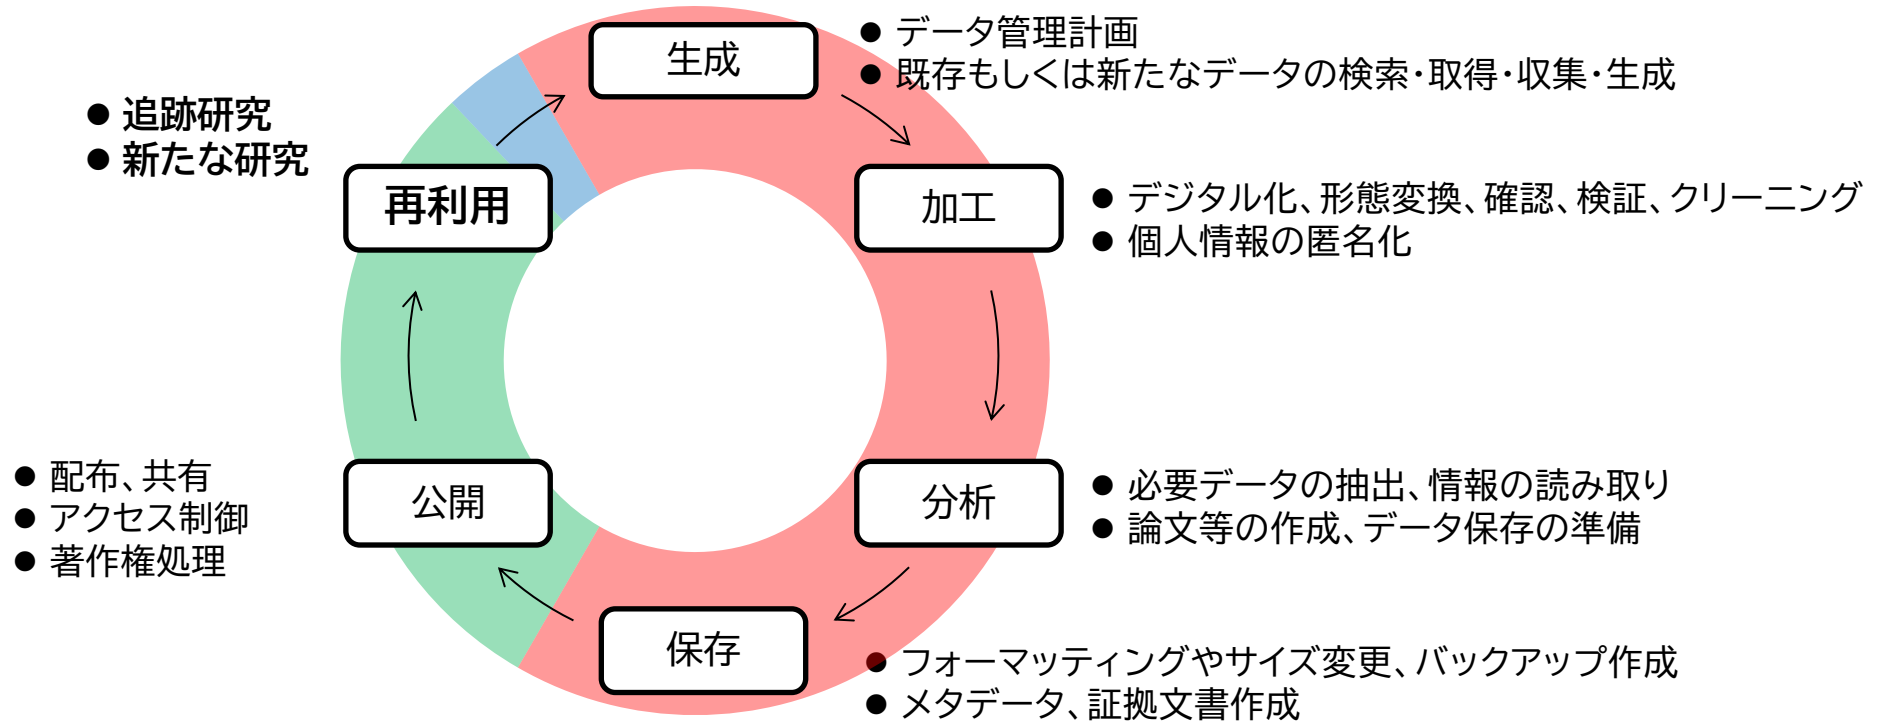 生成
● データ管理計画
● 既存もしくは新たなデータの検索・取得・収集・生成
加工
● デジタル化、形態変換、確認、検証、クリーニング
● 個人情報の匿名化
分析
● 必要データの抽出、情報の読み取り
● 論文等の作成、データ保存の準備
保存
● フォーマッティングやサイズ変更、バックアップ作成
● メタデータ、証拠文書作成
公開
● 配布、共有
● アクセス制御
● 著作権処理
再利用
● 追跡研究
● 新たな研究